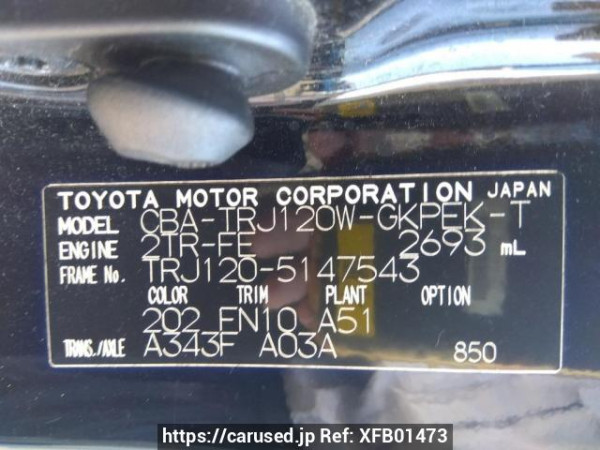 TOYOTA MOTOR CORPORATION JAPAN
MODEL CBA-TRJ120W-GKPEK-T
ENGINE 2TR-FE 2693 mL
FRAME No. TRJ120-5147543
COLOR TRIM PLANT OPTION
202 FN10 A51
TRANS./AXLE A343F A03A 850
https://carused.jp Ref: XFB01473